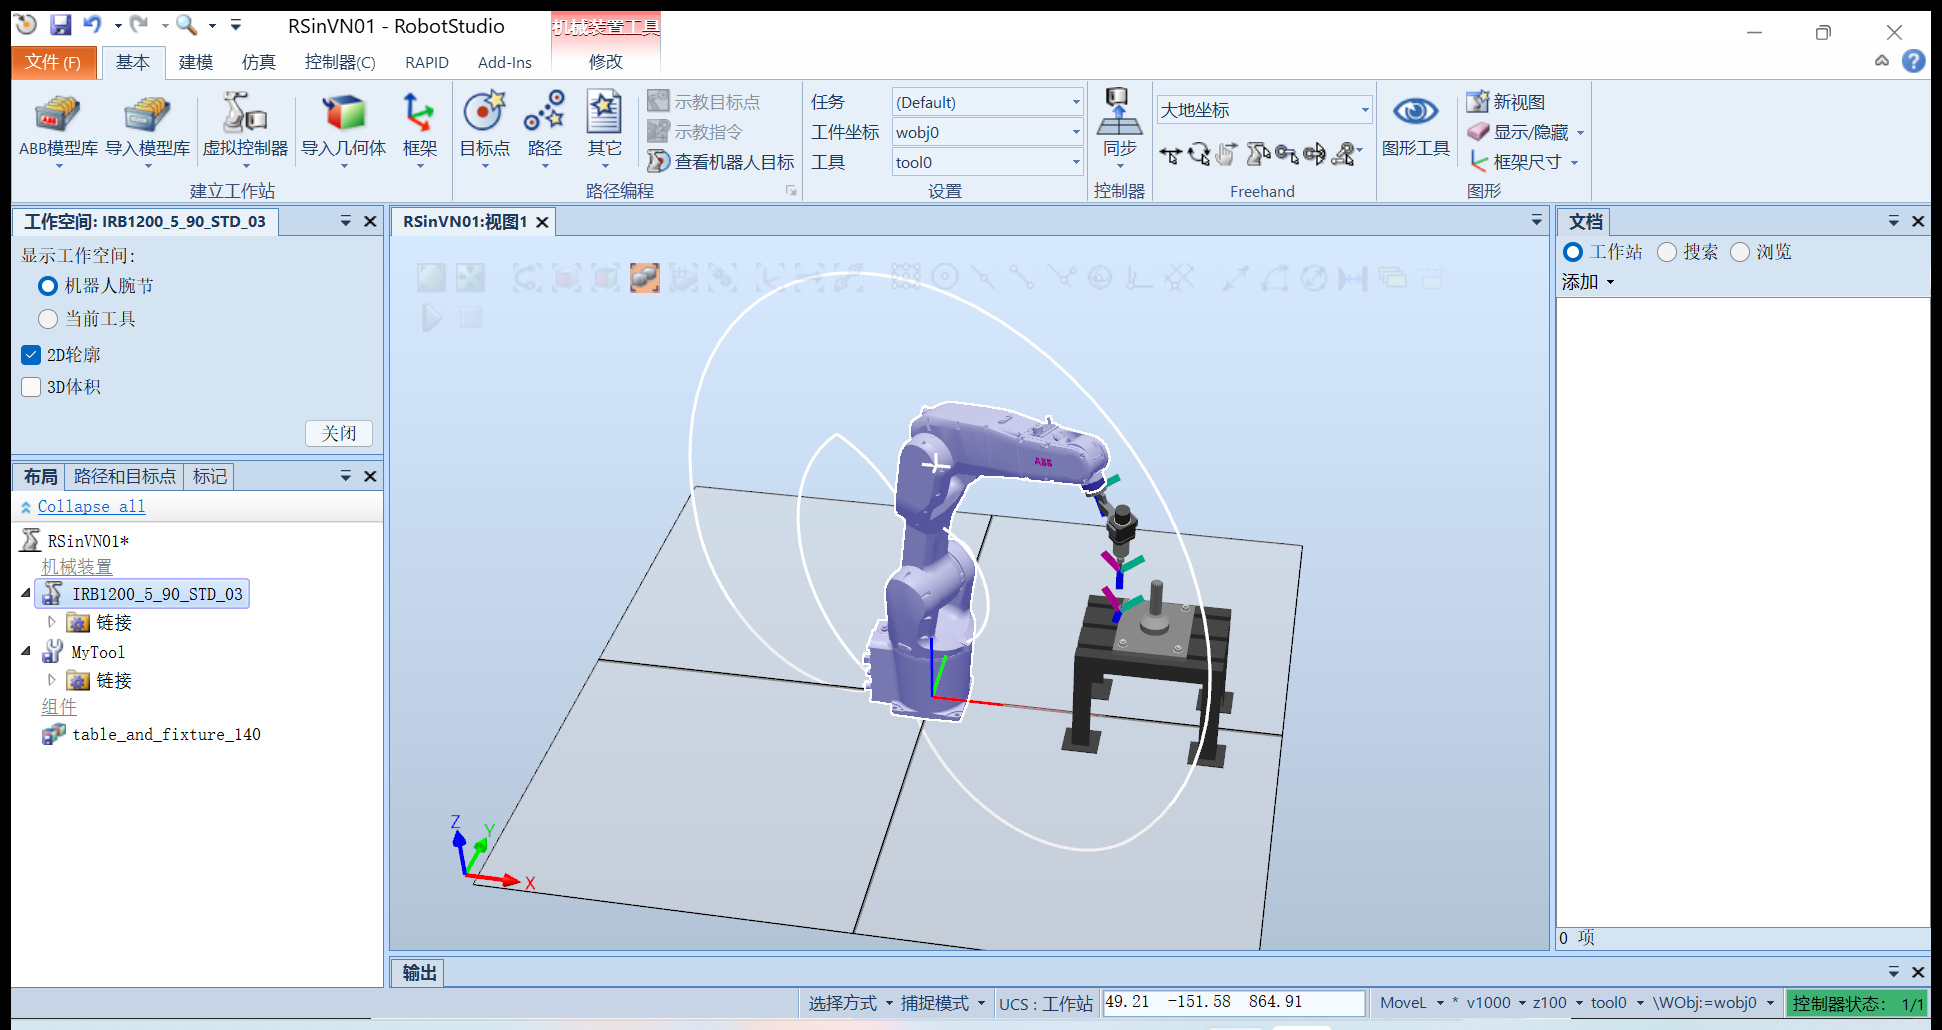 RSinVN01 - RobotStudio
机械装置工具
文件 (F)
基本
建模
仿真
控制器(C)
RAPID
Add-Ins
修改
ABB模型库
导入模型库
虚拟控制器
导入几何体
框架
建立工作站
目标点
路径
其它
示教目标点
示教指令
查看机器人目标
路径编程
任务
(Default)
工件坐标
wobj0
工具
tool0
设置
同步
控制器
大地坐标
Freehand
图形工具
新视图
显示/隐藏
框架尺寸
图形
工作空间: IRB1200_5_90_STD_03
显示工作空间:
机器人腕节
当前工具
2D轮廓
3D体积
关闭
布局
路径和目标点
标记
Collapse all
RSinVN01*
机械装置
IRB1200_5_90_STD_03
链接
MyTool
链接
组件
table_and_fixture_140
RSinVN01:视图1
ABB
Z
Y
X
文档
工作站
搜索
浏览
添加
0 项
输出
选择方式
捕捉模式
UCS : 工作站
49.21 -151.58 864.91
MoveL
* v1000
z100
tool0
\WObj:=wobj0
控制器状态: 1/1